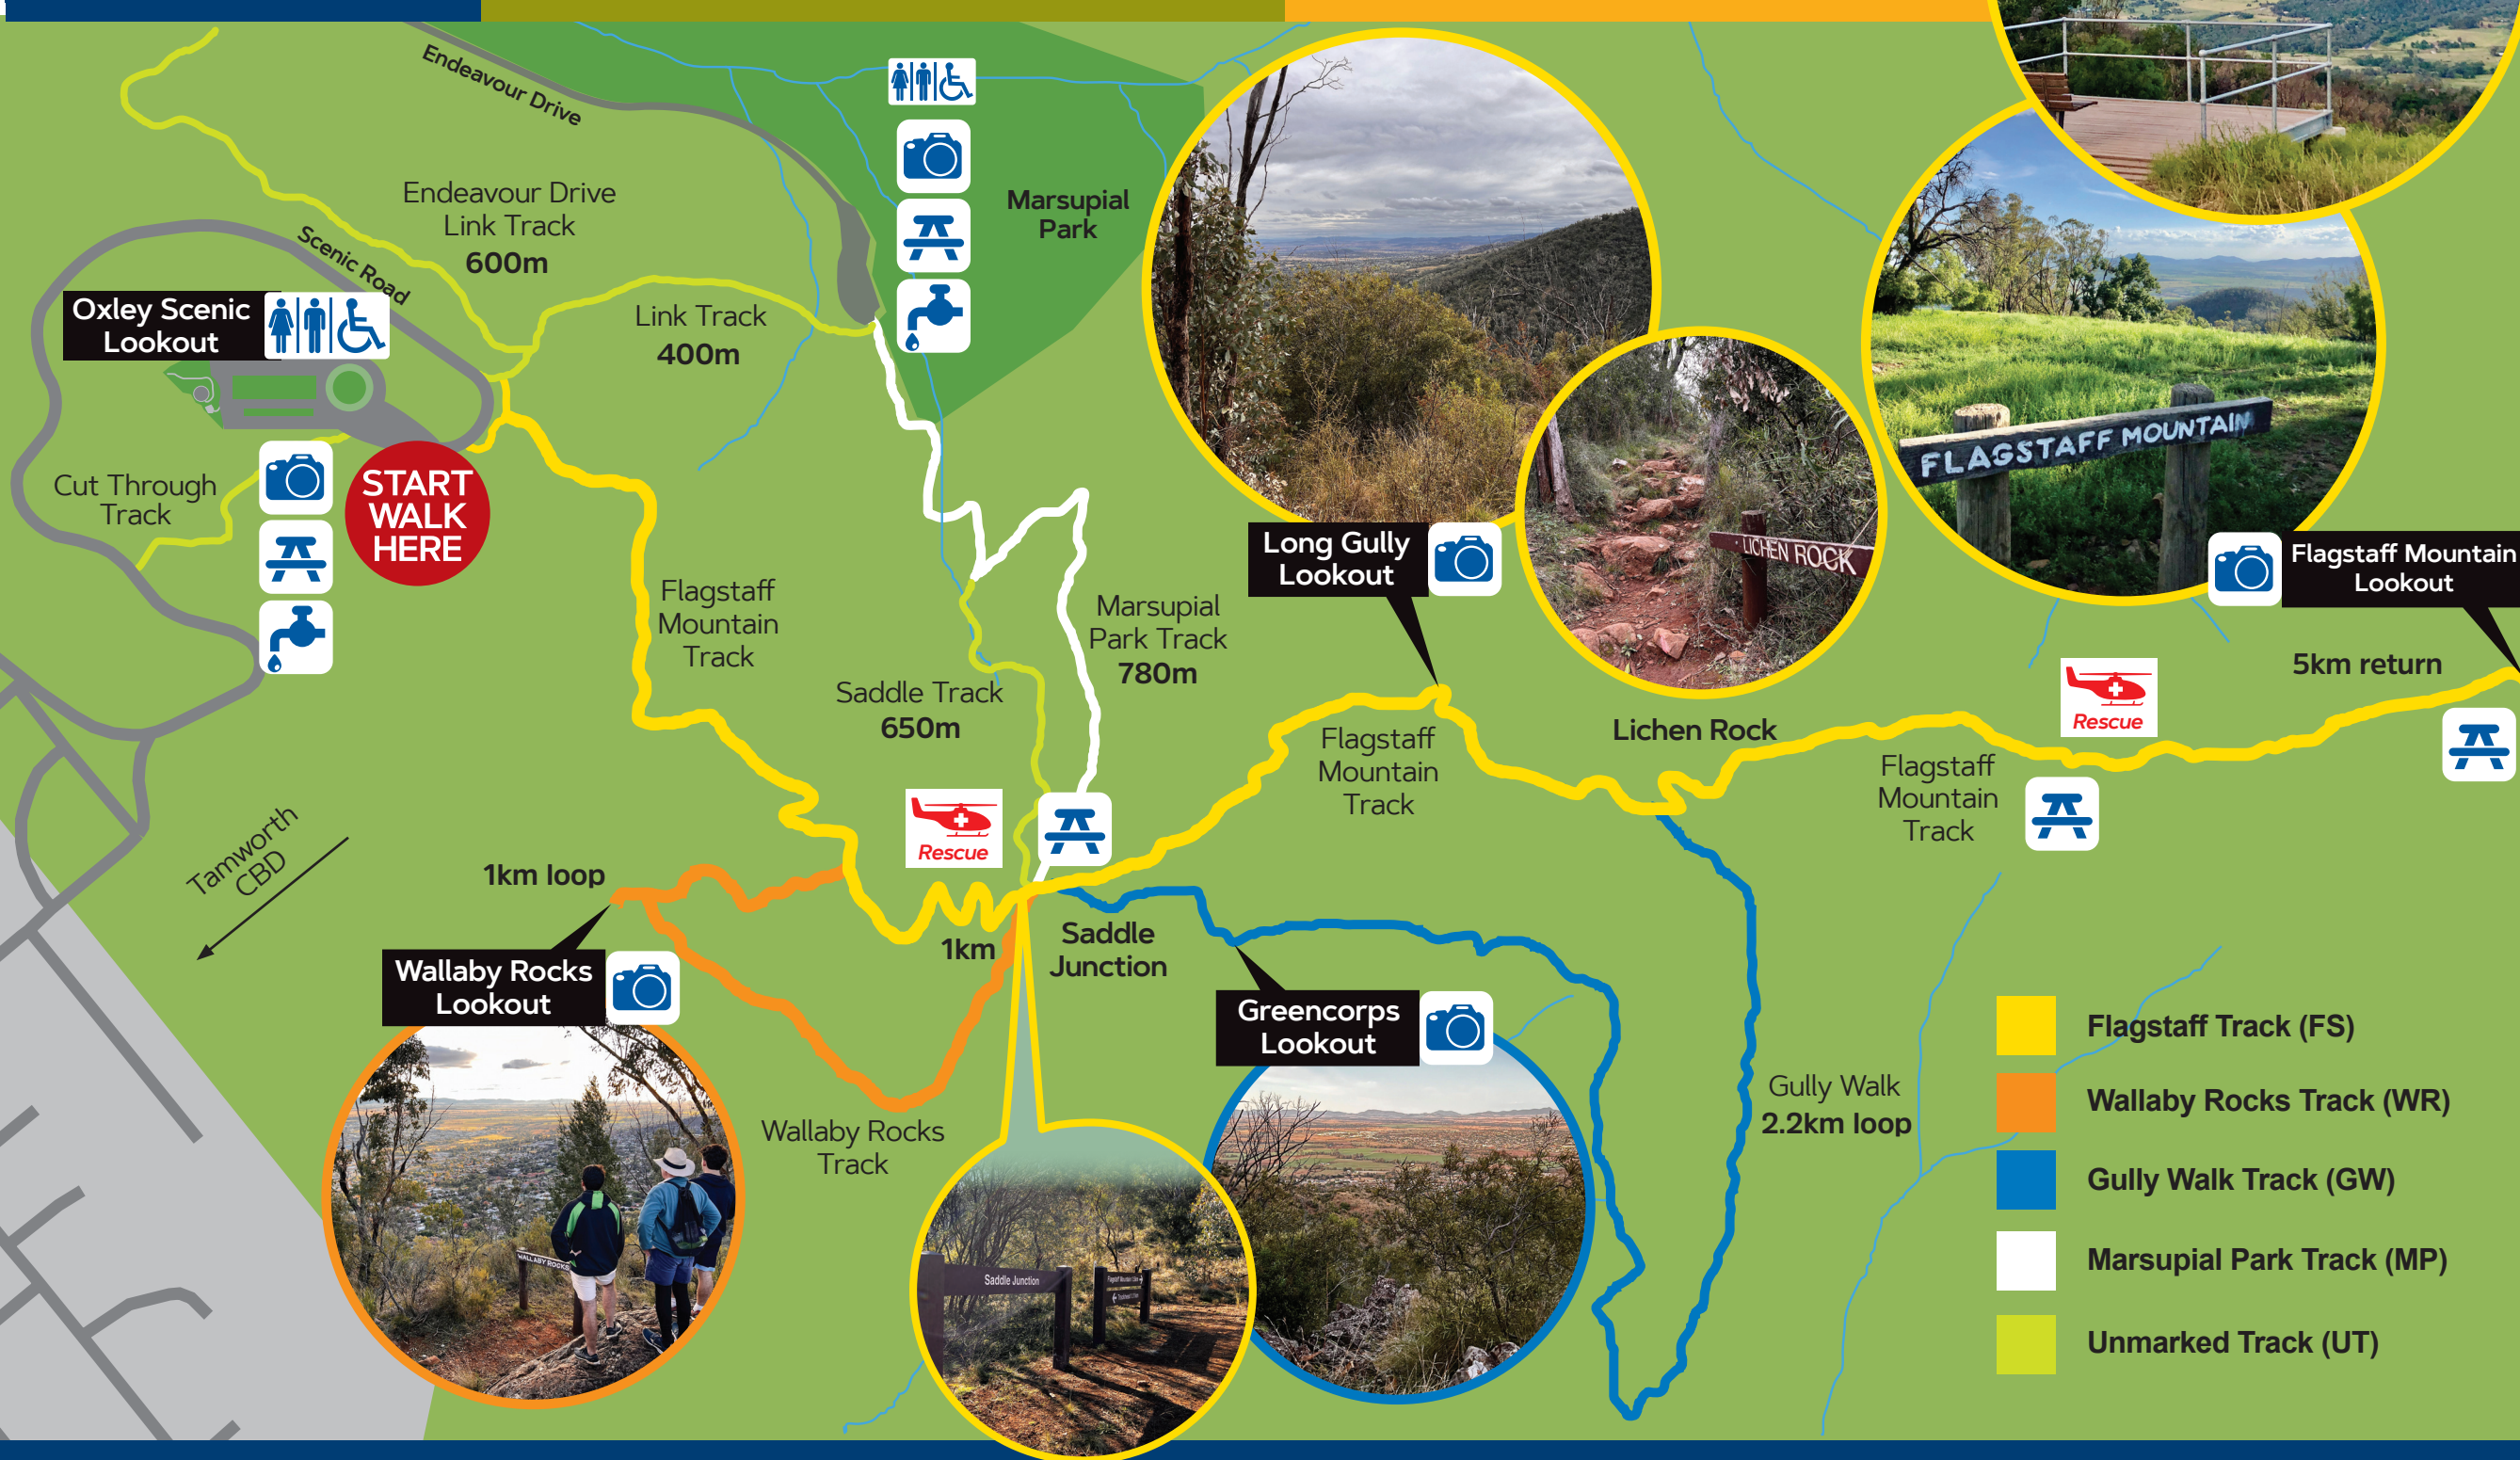 Endeavour Drive
Endeavour Drive
Link Track
600m
Scenic Road
Oxley Scenic
Lookout
Link Track
400m
Marsupial
Park
Cut Through
Track
START
WALK
HERE
Flagstaff
Mountain
Track
Saddle Track
650m
Marsupial
Park Track
780m
Long Gully
Lookout
LICHEN ROCK
FLAGSTAFF MOUNTAIN
Flagstaff Mountain
Lookout
5km return
Rescue
Lichen Rock
Flagstaff
Mountain
Track
Flagstaff
Mountain
Track
Tamworth
CBD
Rescue
1km loop
Wallaby Rocks
Lookout
1km
Saddle
Junction
Greencorps
Lookout
Wallaby Rocks
Track
Gully Walk
2.2km loop
WALLABY ROCKS
Saddle Junction
Flagstaff Track (FS)
Wallaby Rocks Track (WR)
Gully Walk Track (GW)
Marsupial Park Track (MP)
Unmarked Track (UT)